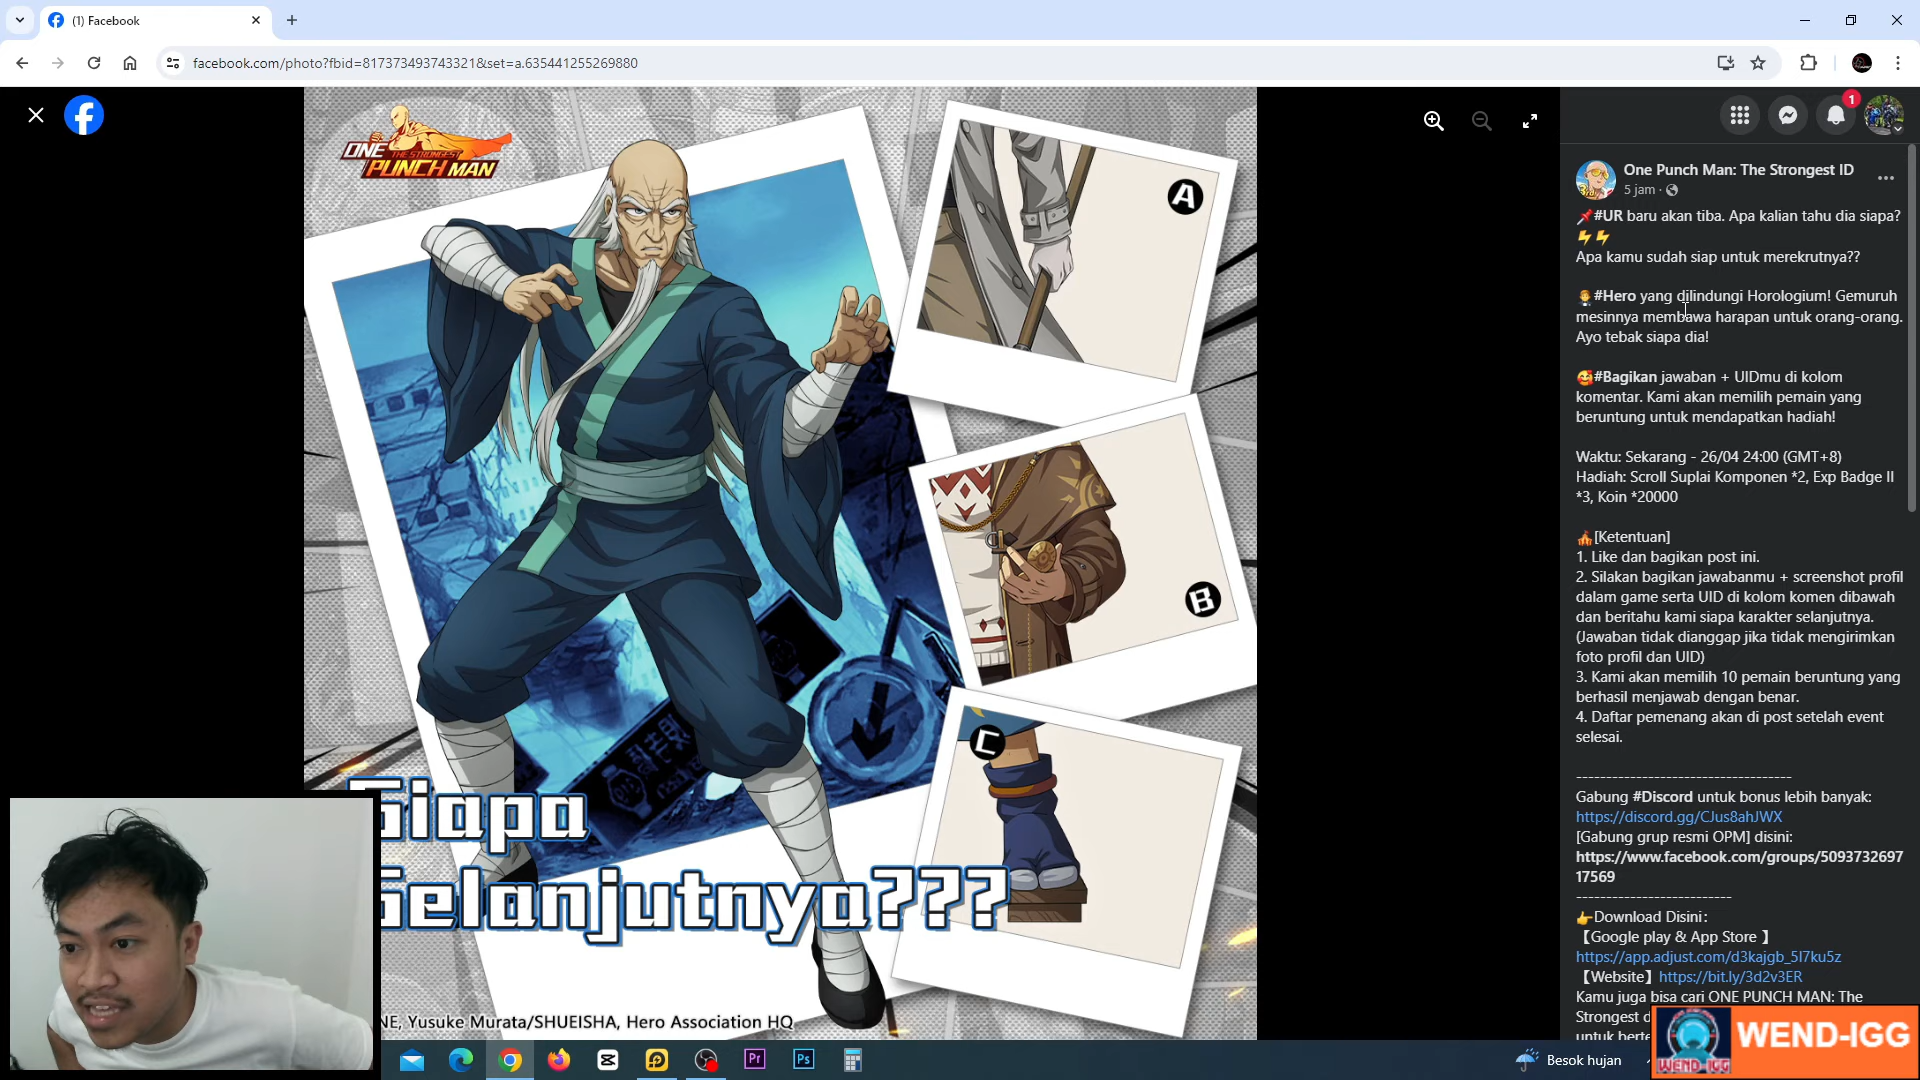 (1) Facebook
facebook.com/photo?fbid=817373493743321&set=a.635441255269880
1
ONE
THE STRONGEST
PUNCH MAN
A
B
C
Siapa
Selanjutnya???
NE, Yusuke Murata/SHUEISHA, Hero Association HQ
One Punch Man: The Strongest ID
5 jam ·
#UR baru akan tiba. Apa kalian tahu dia siapa?
Apa kamu sudah siap untuk merekrutnya??
#Hero yang dilindungi Horologium! Gemuruh
mesinnya membawa harapan untuk orang-orang.
Ayo tebak siapa dia!
#Bagikan jawaban + UIDmu di kolom
komentar. Kami akan memilih pemain yang
beruntung untuk mendapatkan hadiah!
Waktu: Sekarang - 26/04 24:00 (GMT+8)
Hadiah: Scroll Suplai Komponen *2, Exp Badge II
*3, Koin *20000
[Ketentuan]
1. Like dan bagikan post ini.
2. Silakan bagikan jawabanmu + screenshot profil
dalam game serta UID di kolom komen dibawah
dan beritahu kami siapa karakter selanjutnya.
(Jawaban tidak dianggap jika tidak mengirimkan
foto profil dan UID)
3. Kami akan memilih 10 pemain beruntung yang
berhasil menjawab dengan benar.
4. Daftar pemenang akan di post setelah event
selesai.
------------------------------------
Gabung #Discord untuk bonus lebih banyak:
https://discord.gg/CJus8ahJWX
[Gabung grup resmi OPM] disini:
https://www.facebook.com/groups/5093732697
17569
--------------------------
👉Download Disini:
【Google play & App Store 】
https://app.adjust.com/d3kajgb_5l7ku5z
【Website】https://bit.ly/3d2v3ER
Kamu juga bisa cari ONE PUNCH MAN: The
Strongest d
untuk berte
Pr
Ps
Besok hujan
WEND-IGG
WEND-IGG